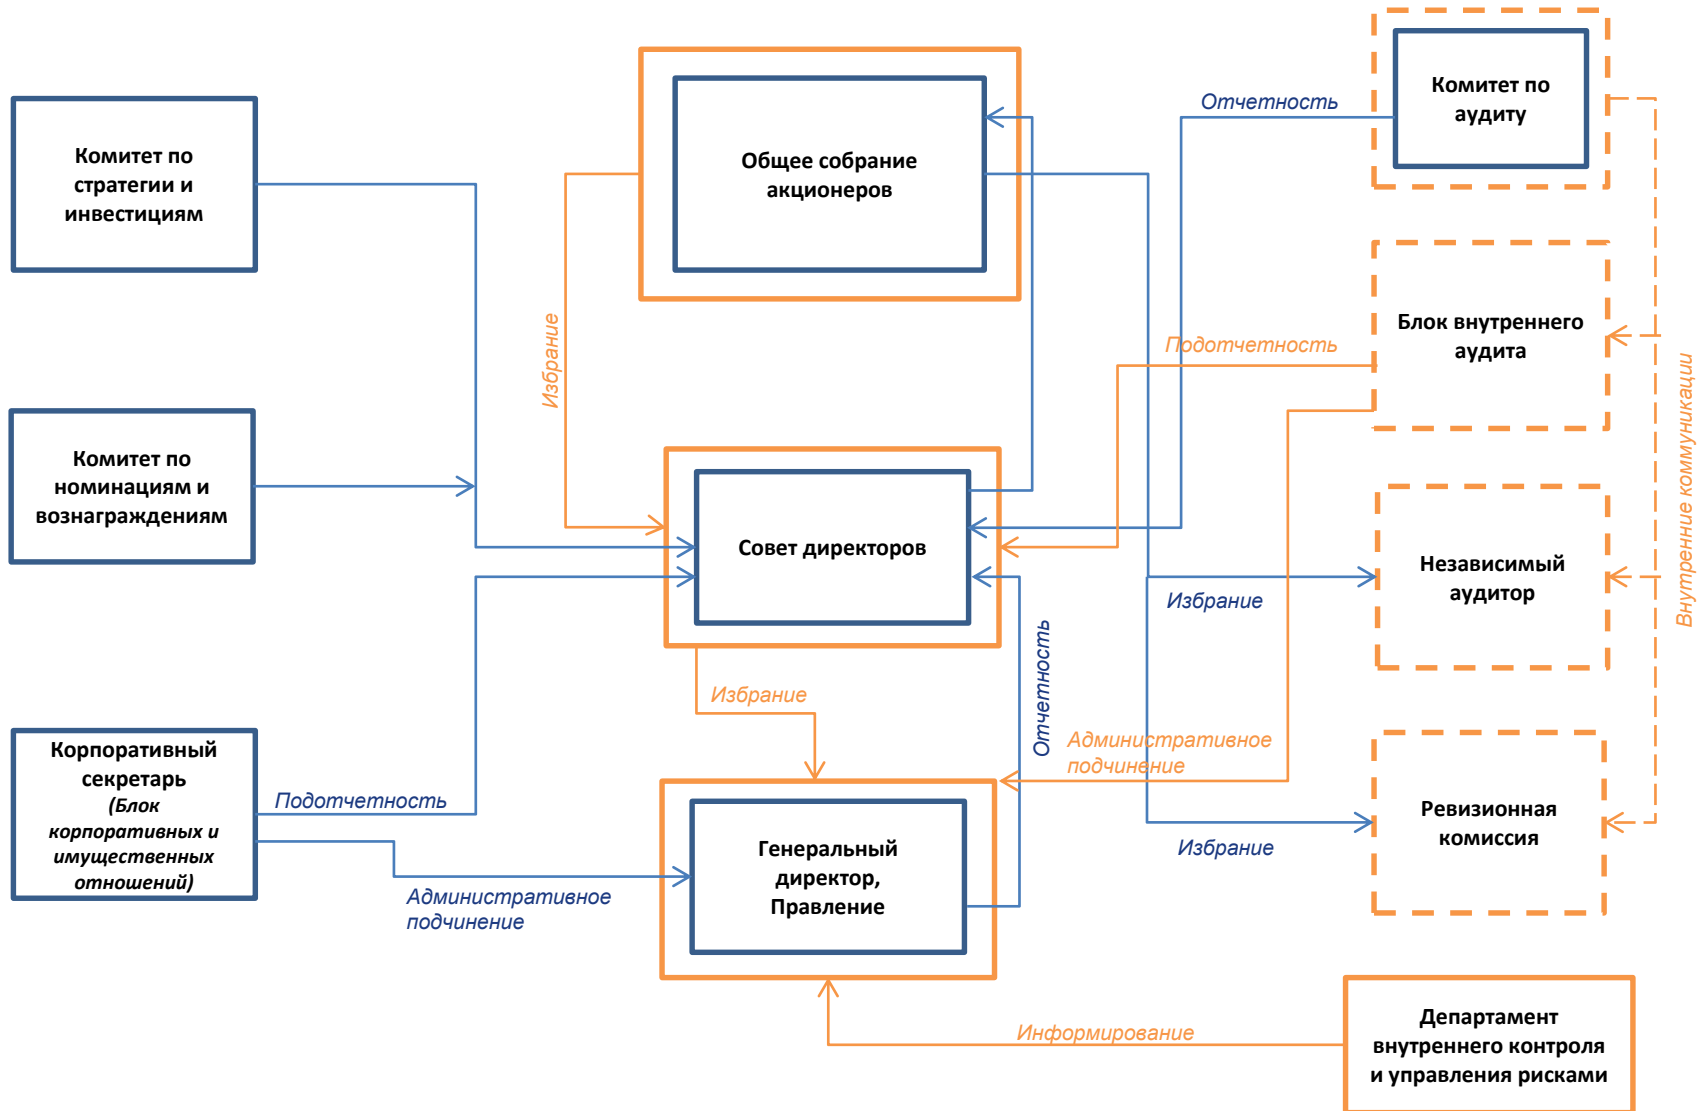 Комитет по
стратегии и
инвестициям
Комитет по
номинациям и
вознаграждениям
Корпоративный
секретарь
(Блок
корпоративных и
имущественных
отношений)
Подотчетность
Административное
подчинение
Общее собрание
акционеров
Избрание
Совет директоров
Избрание
Генеральный
директор,
Правление
Отчетность
Отчетность
Подотчетность
Избрание
Административное
подчинение
Избрание
Информирование
Комитет по
аудиту
Блок внутреннего
аудита
Независимый
аудитор
Ревизионная
комиссия
Внутренние коммуникации
Департамент
внутреннего контроля
и управления рисками